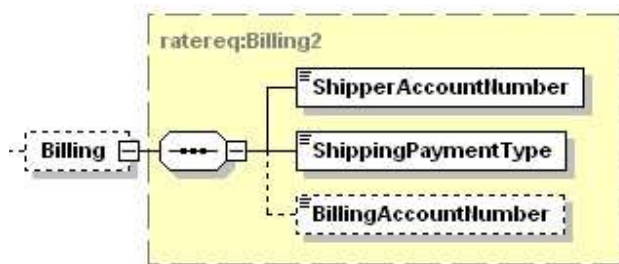 ratereq:Billing2
ShipperAccountNumber
Billing
ShippingPaymentType
BillingAccountNumber